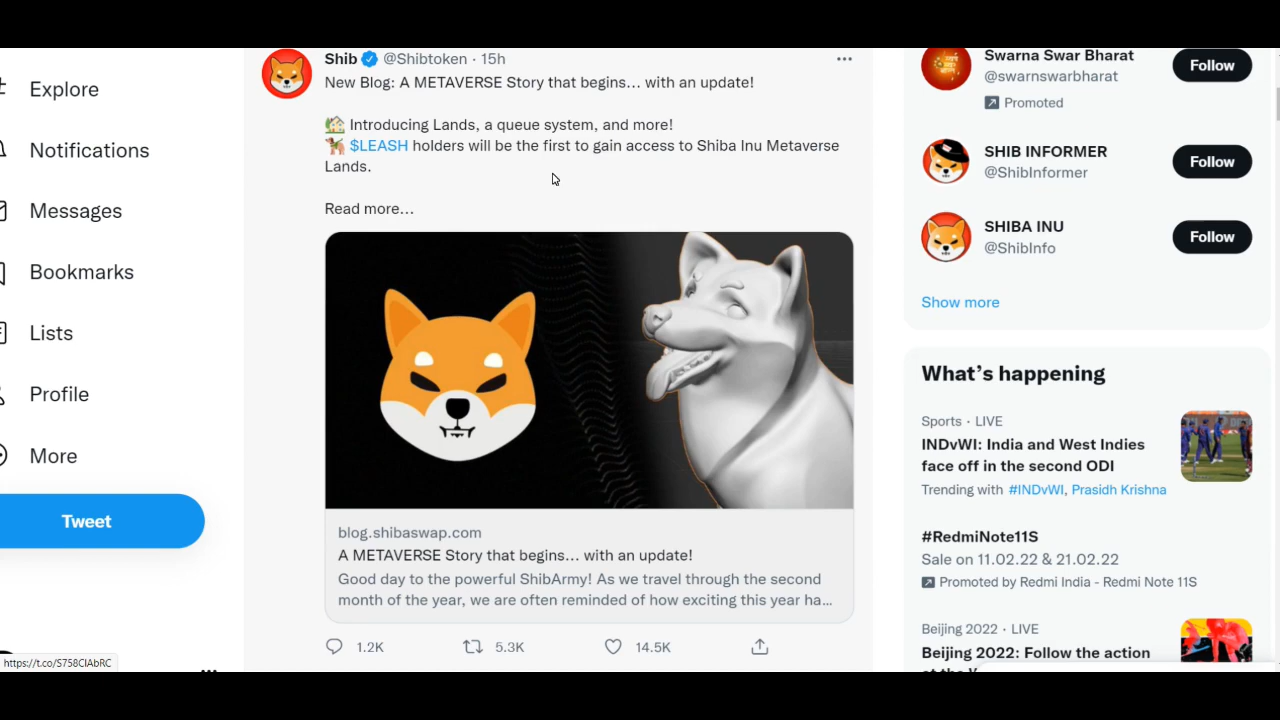 Explore
Notifications
Messages
Bookmarks
Lists
Profile
More
Tweet
https://t.co/S758CIAbRC
Shib @Shibtoken · 15h
New Blog: A METAVERSE Story that begins... with an update!
Introducing Lands, a queue system, and more!
$LEASH holders will be the first to gain access to Shiba Inu Metaverse
Lands.
Read more...
blog.shibaswap.com
A METAVERSE Story that begins... with an update!
Good day to the powerful ShibArmy! As we travel through the second
month of the year, we are often reminded of how exciting this year ha...
1.2K
5.3K
14.5K
Swarna Swar Bharat
@swarnswarbharat
Promoted
Follow
SHIB INFORMER
@ShibInformer
Follow
SHIBA INU
@ShibInfo
Follow
Show more
What's happening
Sports · LIVE
INDvWI: India and West Indies
face off in the second ODI
Trending with #INDvWI, Prasidh Krishna
#RedmiNote11S
Sale on 11.02.22 & 21.02.22
Promoted by Redmi India - Redmi Note 11S
Beijing 2022 · LIVE
Beijing 2022: Follow the action